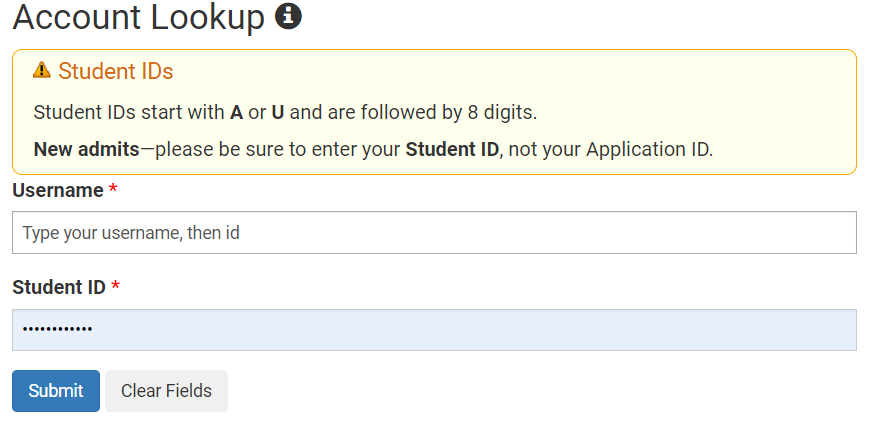 Account Lookup
Student IDs
Student IDs start with A or U and are followed by 8 digits.
New admits—please be sure to enter your Student ID, not your Application ID.
Username *
Type your username, then id
Student ID *
••••••••••••
Submit Clear Fields